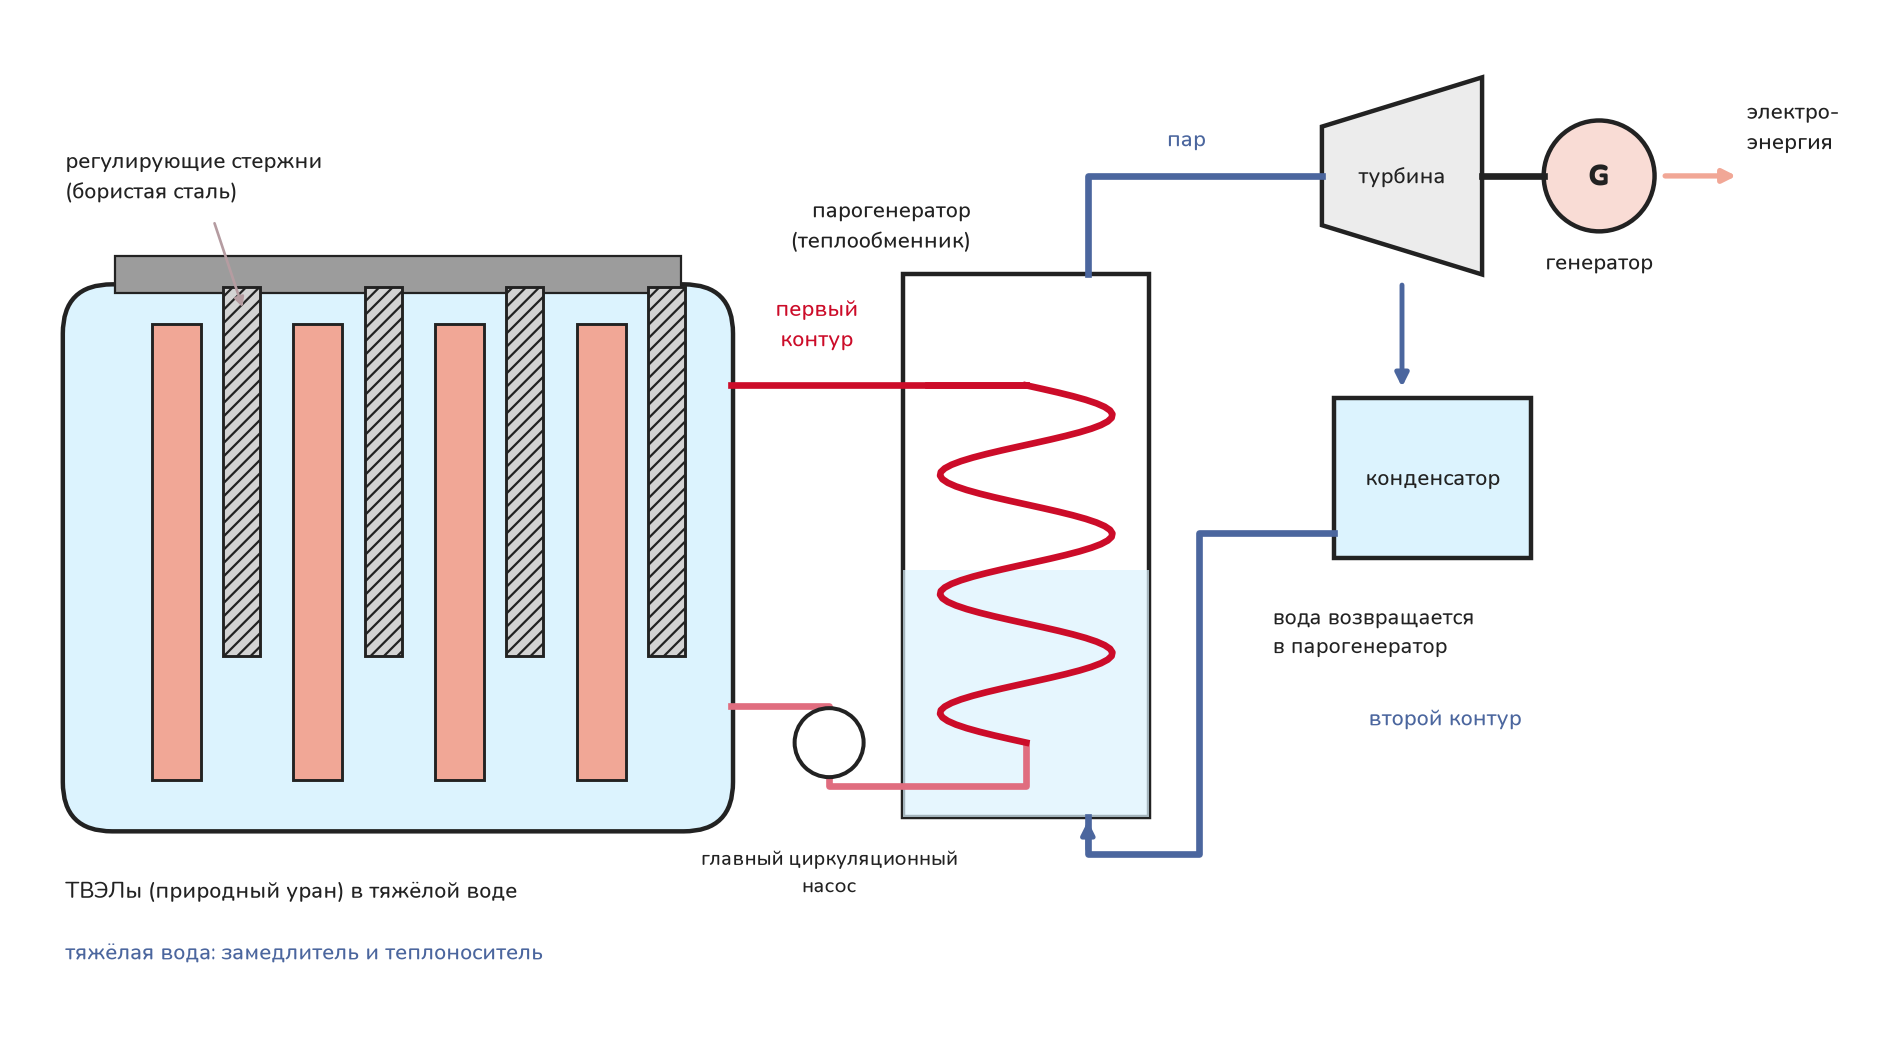 регулирующие стержни
(бористая сталь)
парогенератор
(теплообменник)
первый
контур
пар
турбина
G
генератор
электро-
энергия
конденсатор
вода возвращается
в парогенератор
второй контур
главный циркуляционный
насос
ТВЭЛы (природный уран) в тяжёлой воде
тяжёлая вода: замедлитель и теплоноситель